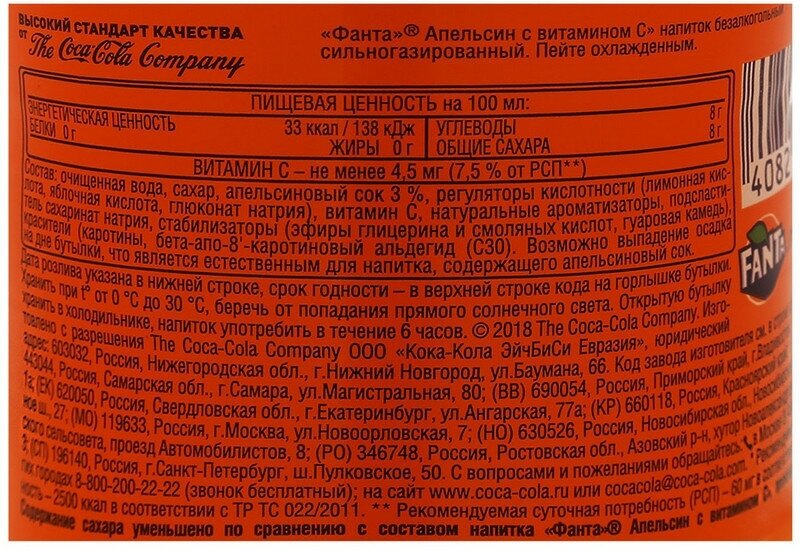 ВЫСОКИЙ СТАНДАРТ КАЧЕСТВА
от The Coca-Cola Company
«Фанта»® Апельсин с витамином С» напиток безалкогольный
сильногазированный. Пейте охлажденным.
ПИЩЕВАЯ ЦЕННОСТЬ на 100 мл:
ЭНЕРГЕТИЧЕСКАЯ ЦЕННОСТЬ 33 ккал / 138 кДж УГЛЕВОДЫ 8 г
БЕЛКИ 0 г ЖИРЫ 0 г ОБЩИЕ САХАРА 8 г
ВИТАМИН С – не менее 4,5 мг (7,5 % от РСП**)
Состав: очищенная вода, сахар, апельсиновый сок 3 %, регуляторы кислотности (лимонная кис-
лота, яблочная кислота, глюконат натрия), витамин С, натуральные ароматизаторы, подсласти-
тель сахаринат натрия, стабилизаторы (эфиры глицерина и смоляных кислот, гуаровая камедь),
красители (каротины, бета-апо-8'-каротиновый альдегид (С30). Возможно выпадение осадка
на дне бутылки, что является естественным для напитка, содержащего апельсиновый сок.
4082
FANTA
Дата розлива указана в нижней строке, срок годности – в верхней строке кода на горлышке бутылки.
Хранить при t° от 0 °С до 30 °С, беречь от попадания прямого солнечного света. Открытую бутылку
хранить в холодильнике, напиток употребить в течение 6 часов. © 2018 The Coca-Cola Company. Изго-
товлено с разрешения The Coca-Cola Company ООО «Кока-Кола ЭйчБиСи Евразия», юридический
адрес: 603032, Россия, Нижегородская обл., г.Нижний Новгород, ул.Баумана, 66. Код завода изготовителя см. в
443044, Россия, Самарская обл., г.Самара, ул.Магистральная, 80; (ВВ) 690054, Россия, Приморский край,
1а; (ЕК) 620050, Россия, Свердловская обл., г.Екатеринбург, ул.Ангарская, 77а; (КР) 660118, Россия, Красноярский
ное ш., 27; (МО) 119633, Россия, г.Москва, ул.Новоорловская, 7; (НО) 630526, Россия, Новосибирская обл.,
ского сельсовета, проезд Автомобилистов, 8; (РО) 346748, Россия, Ростовская обл., Азовский р-н, хутор
3; (СП) 196140, Россия, г.Санкт-Петербург, ш.Пулковское, 50. С вопросами и пожеланиями обращайтесь:
гих городах 8-800-200-22-22 (звонок бесплатный); на сайт www.coca-cola.ru или cocacola@coca-cola.com.
ность – 2500 ккал в соответствии с ТР ТС 022/2011. ** Рекомендуемая суточная потребность (РСП) – 60 мг в
Содержание сахара уменьшено по сравнению с составом напитка «Фанта»® Апельсин с витамином С»